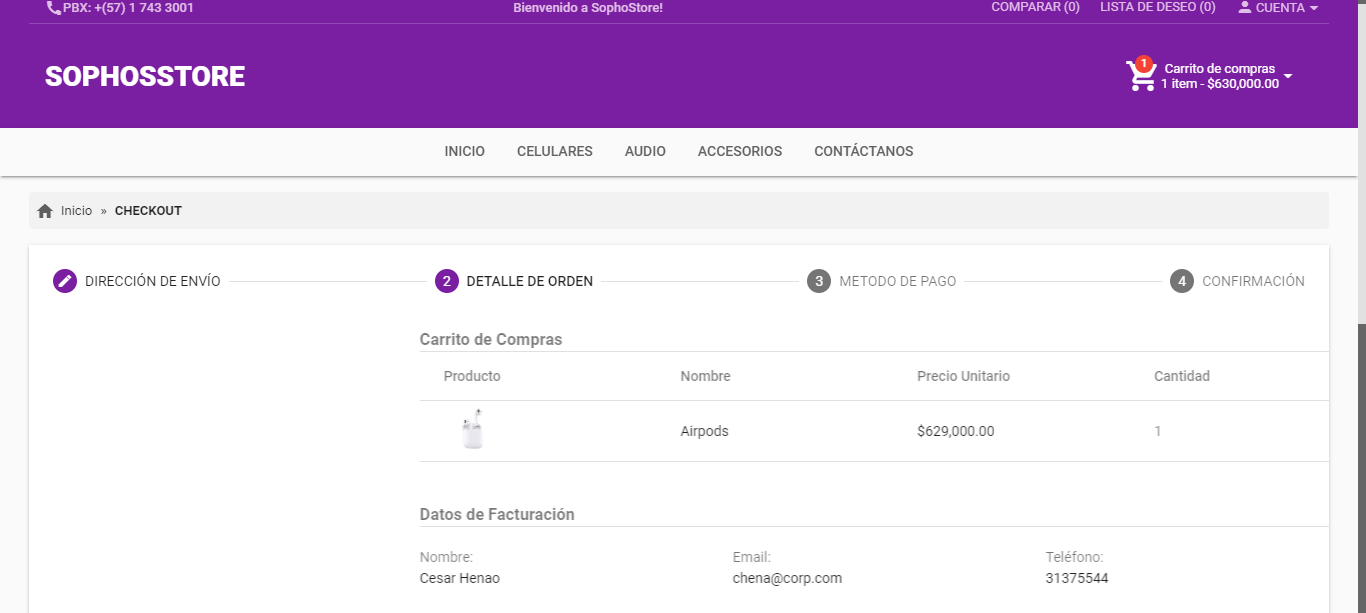 PBX: +(57) 1 743 3001
Bienvenido a SophoStore!
COMPARAR (0) LISTA DE DESEO (0) CUENTA
SOPHOSSTORE
1
Carrito de compras
1 item - $630,000.00
INICIO CELULARES AUDIO ACCESORIOS CONTÁCTANOS
Inicio » CHECKOUT
DIRECCIÓN DE ENVÍO 2 DETALLE DE ORDEN 3 METODO DE PAGO 4 CONFIRMACIÓN
Carrito de Compras
Producto Nombre Precio Unitario Cantidad
Airpods $629,000.00 1
Datos de Facturación
Nombre: Email: Teléfono:
Cesar Henao chena@corp.com 31375544